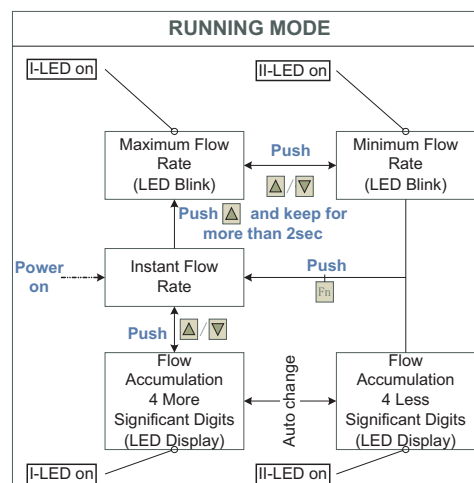 RUNNING MODE
I-LED on
II-LED on
Maximum Flow
Rate
(LED Blink)
Push
△/▽
Minimum Flow
Rate
(LED Blink)
Push △ and keep for
more than 2sec
Power
on
Instant Flow
Rate
Push
Fn
Push △/▽
Flow
Accumulation
4 More
Significant Digits
(LED Display)
Auto change
Flow
Accumulation
4 Less
Significant Digits
(LED Display)
I-LED on
II-LED on